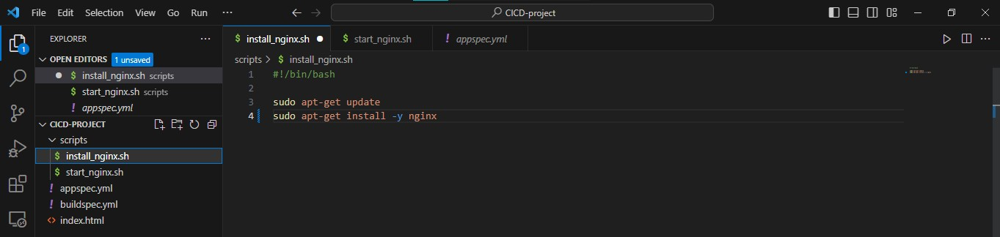 File Edit Selection View Go Run ··· CICD-project
EXPLORER ···
OPEN EDITORS 1 unsaved
install_nginx.sh scripts
start_nginx.sh scripts
! appspec.yml
CICD-PROJECT
scripts
$ install_nginx.sh
$ start_nginx.sh
! appspec.yml
! buildspec.yml
<> index.html
1
$ install_nginx.sh $ start_nginx.sh ! appspec.yml
scripts > $ install_nginx.sh
1 #!/bin/bash
2
3 sudo apt-get update
4 sudo apt-get install -y nginx